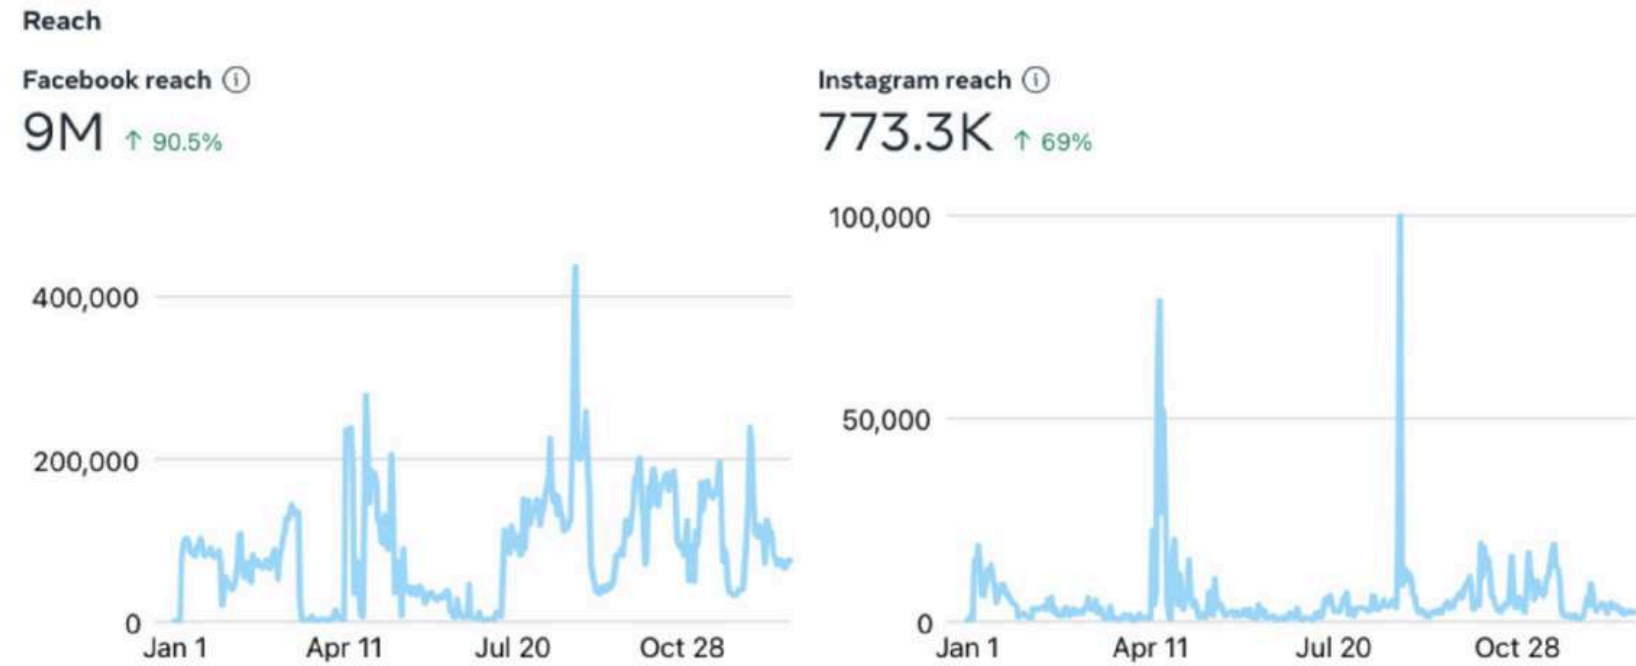 Reach
Facebook reach
9M ↑ 90.5%
400,000
200,000
0
Jan 1 Apr 11 Jul 20 Oct 28
Instagram reach
773.3K ↑ 69%
100,000
50,000
0
Jan 1 Apr 11 Jul 20 Oct 28